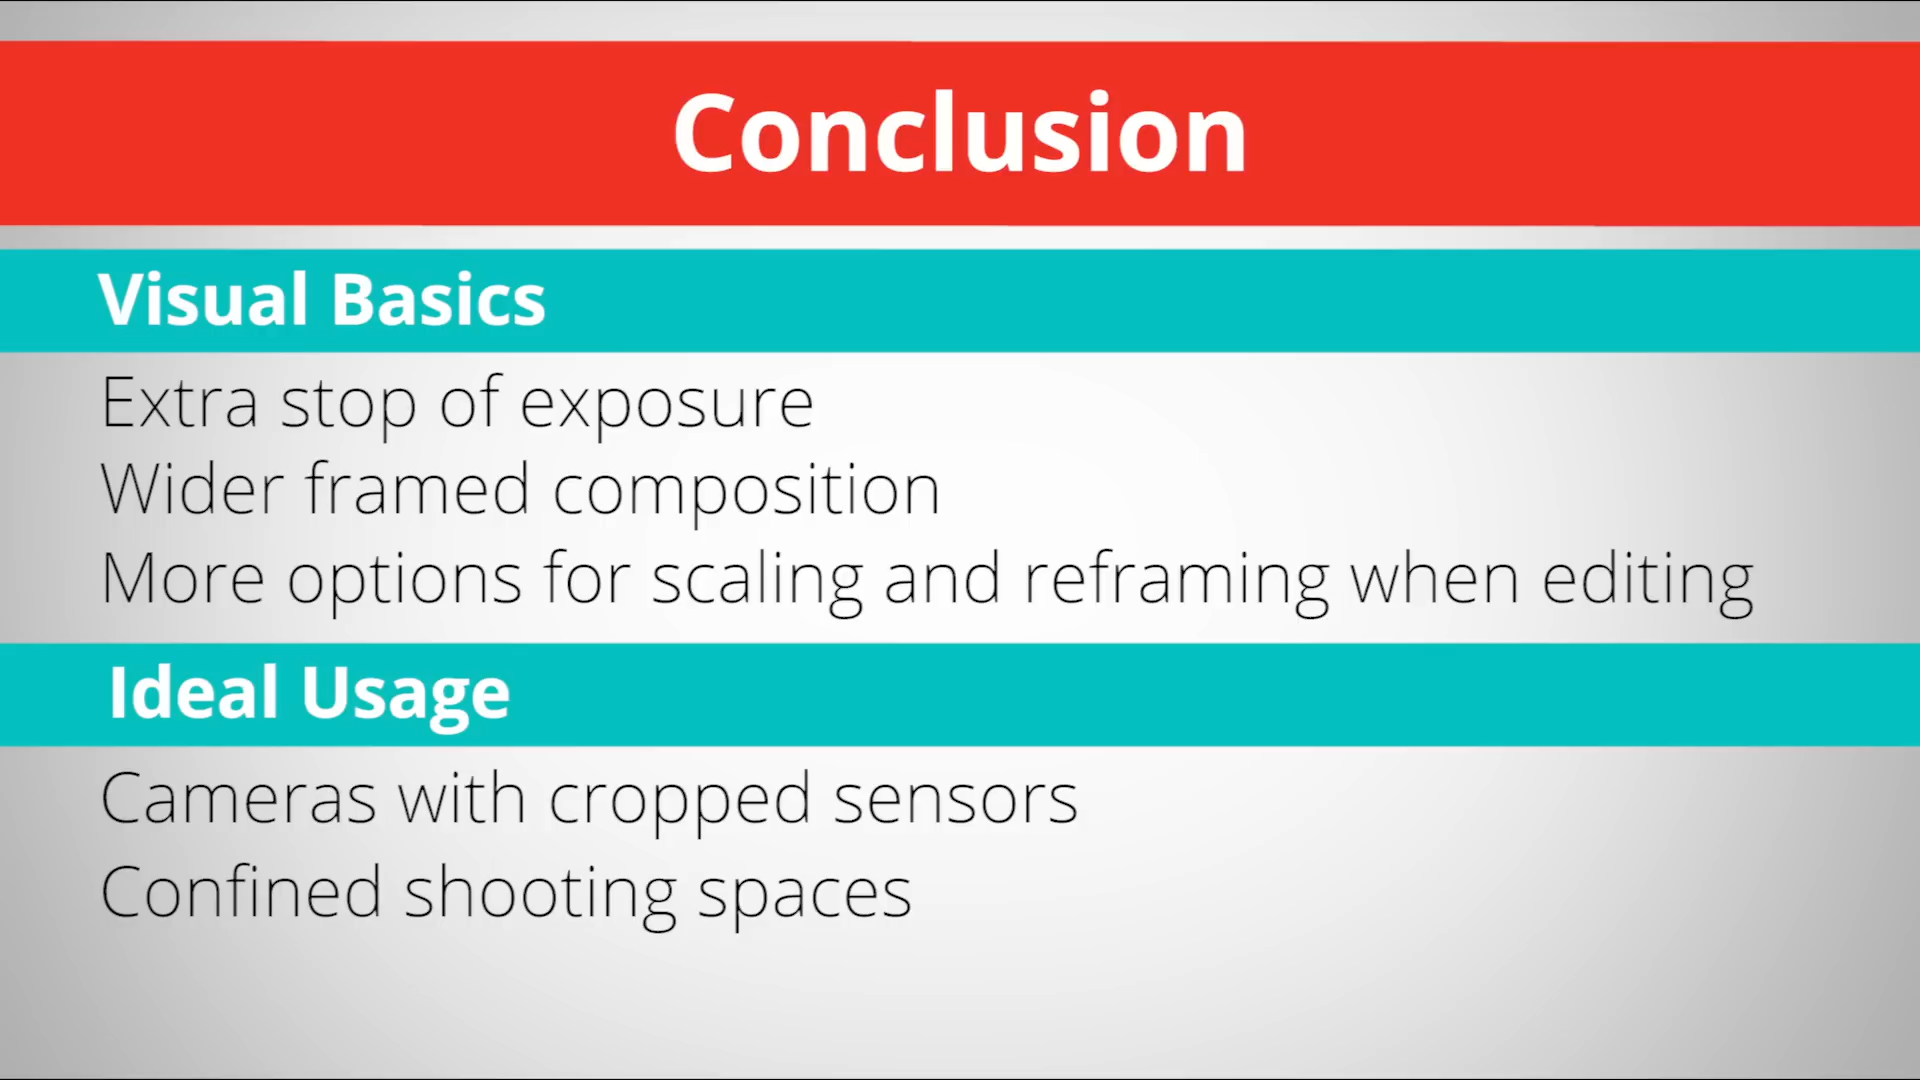 Conclusion
Visual Basics
Extra stop of exposure
Wider framed composition
More options for scaling and reframing when editing
Ideal Usage
Cameras with cropped sensors
Confined shooting spaces